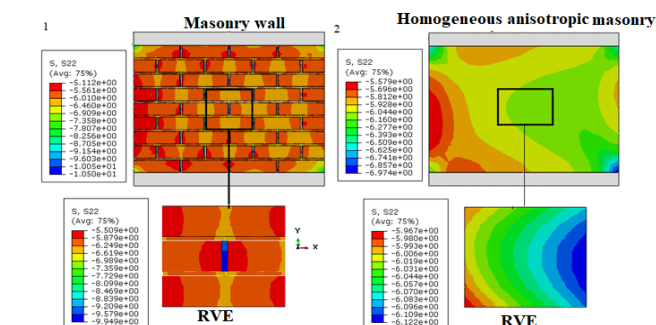 1
Masonry wall
S, S22
(Avg: 75%)
-5.112e+00
-5.561e+00
-6.010e+00
-6.460e+00
-6.909e+00
-7.358e+00
-7.807e+00
-8.256e+00
-8.705e+00
-9.154e+00
-9.603e+00
-1.005e+01
-1.050e+01
S, S22
(Avg: 75%)
-5.509e+00
-5.879e+00
-6.249e+00
-6.619e+00
-6.989e+00
-7.359e+00
-7.729e+00
-8.099e+00
-8.469e+00
-8.839e+00
-9.209e+00
-9.579e+00
-9.949e+00
Y
X
RVE
2
Homogeneous anisotropic masonry
S, S22
(Avg: 75%)
-5.579e+00
-5.696e+00
-5.812e+00
-5.928e+00
-6.044e+00
-6.160e+00
-6.277e+00
-6.393e+00
-6.509e+00
-6.625e+00
-6.741e+00
-6.857e+00
-6.974e+00
S, S22
(Avg: 75%)
-5.967e+00
-5.980e+00
-5.993e+00
-6.006e+00
-6.019e+00
-6.031e+00
-6.044e+00
-6.057e+00
-6.070e+00
-6.083e+00
-6.096e+00
-6.109e+00
-6.122e+00
RVE